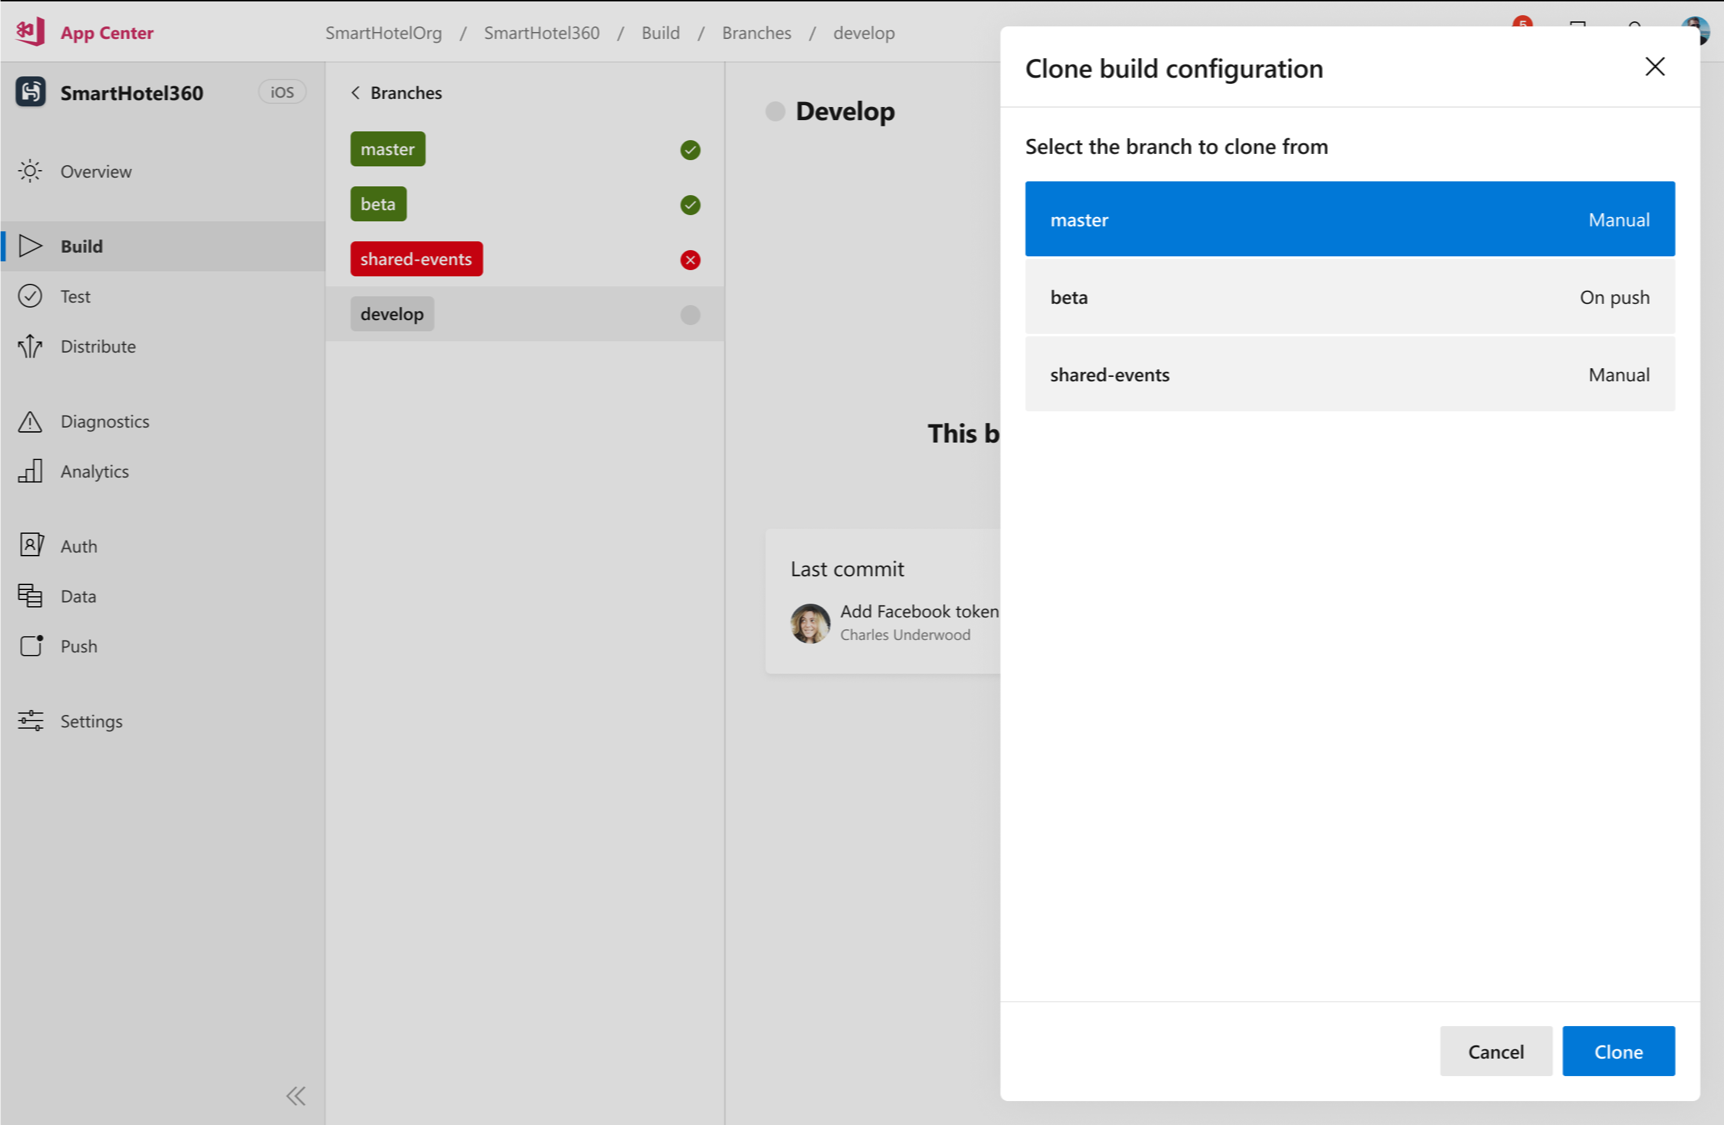 App Center
SmartHotelOrg / SmartHotel360 / Build / Branches / develop
5
SmartHotel360
iOS
Overview
Build
Test
Distribute
Diagnostics
Analytics
Auth
Data
Push
Settings
Branches
master
beta
shared-events
develop
Develop
This b
Last commit
Add Facebook token
Charles Underwood
Clone build configuration
Select the branch to clone from
master Manual
beta On push
shared-events Manual
Cancel
Clone